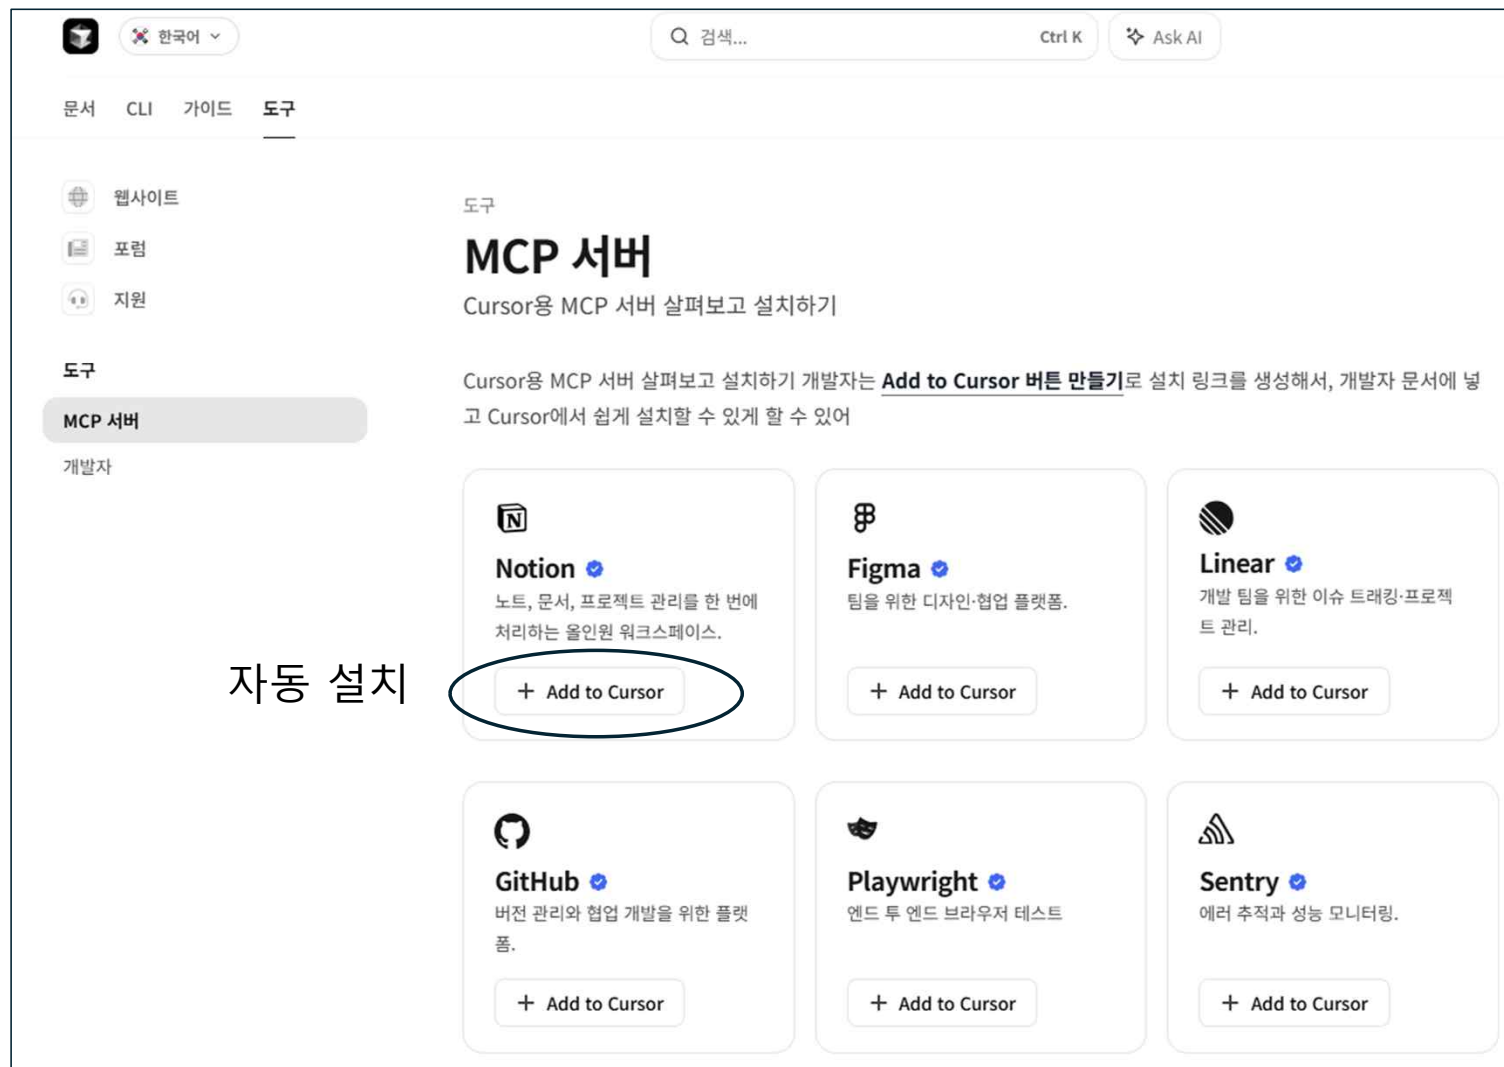 한국어
검색...
Ctrl K
Ask AI
문서 CLI 가이드 도구
웹사이트
포럼
지원
도구
MCP 서버
개발자
도구
MCP 서버
Cursor용 MCP 서버 살펴보고 설치하기
Cursor용 MCP 서버 살펴보고 설치하기 개발자는 Add to Cursor 버튼 만들기로 설치 링크를 생성해서, 개발자 문서에 넣
고 Cursor에서 쉽게 설치할 수 있게 할 수 있어
Notion
노트, 문서, 프로젝트 관리를 한 번에
처리하는 올인원 워크스페이스.
+ Add to Cursor
자동 설치
Figma
팀을 위한 디자인·협업 플랫폼.
+ Add to Cursor
Linear
개발 팀을 위한 이슈 트래킹·프로젝
트 관리.
+ Add to Cursor
GitHub
버전 관리와 협업 개발을 위한 플랫
폼.
+ Add to Cursor
Playwright
엔드 투 엔드 브라우저 테스트
+ Add to Cursor
Sentry
에러 추적과 성능 모니터링.
+ Add to Cursor